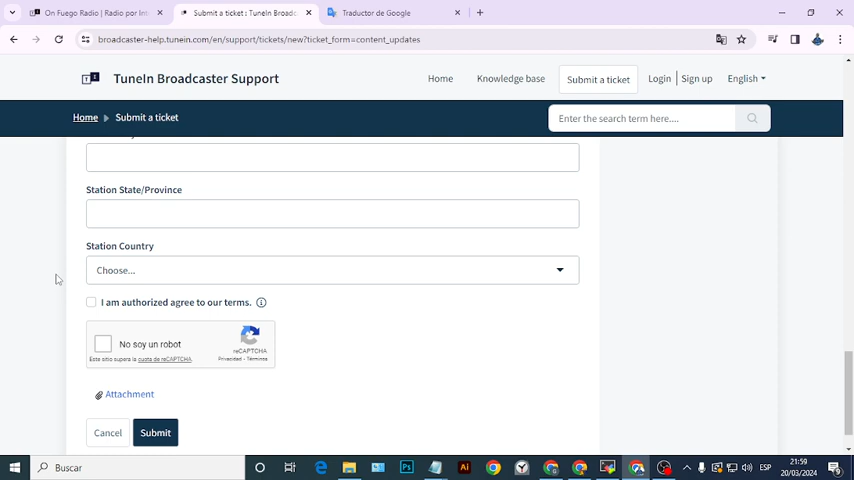 On Fuego Radio | Radio por Int
Submit a ticket : TuneIn Broadc
Traductor de Google
broadcaster-help.tunein.com/en/support/tickets/new?ticket_form=content_updates
TuneIn Broadcaster Support
Home
Knowledge base
Submit a ticket
Login
Sign up
English
Home
Submit a ticket
Enter the search term here....
Station State/Province
Station Country
Choose...
I am authorized agree to our terms.
No soy un robot
reCAPTCHA
Este sitio supera la cuota de reCAPTCHA.
Privacidad - Términos
Attachment
Cancel
Submit
Buscar
ESP
21:59
20/03/2024